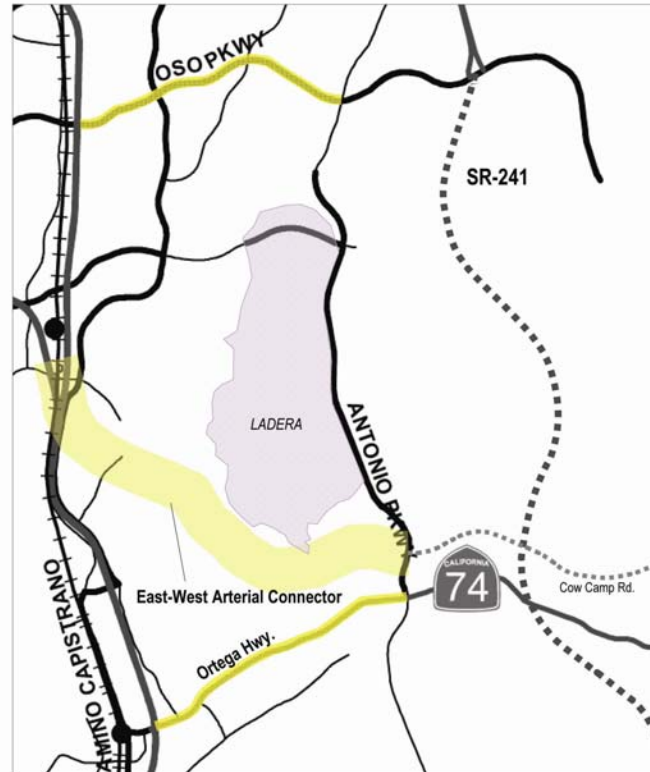 OSO PKWY
SR-241
LADERA
ANTONIO PKW
East-West Arterial Connector
CALIFORNIA
74
Cow Camp Rd.
Ortega Hwy.
AMINO CAPISTRANO